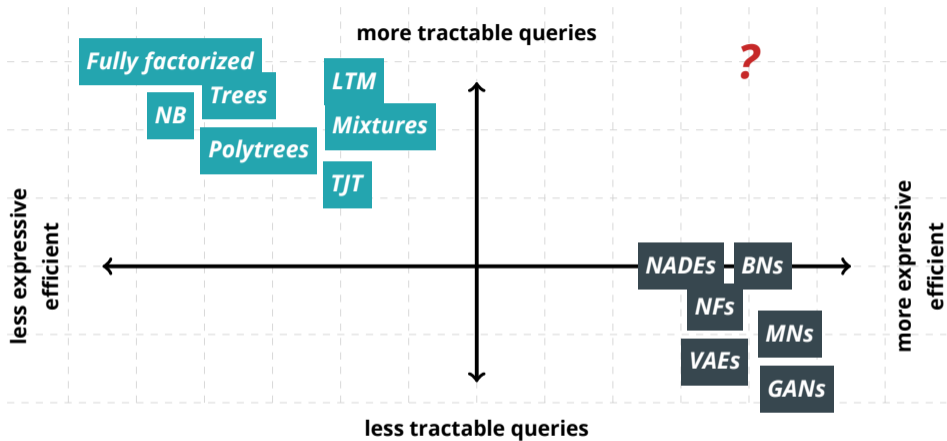 more tractable queries
?
Fully factorized
LTM
Trees
NB
Mixtures
Polytrees
TJT
less expressive
efficient
more expressive
efficient
NADEs
BNs
NFs
MNs
VAEs
GANs
less tractable queries